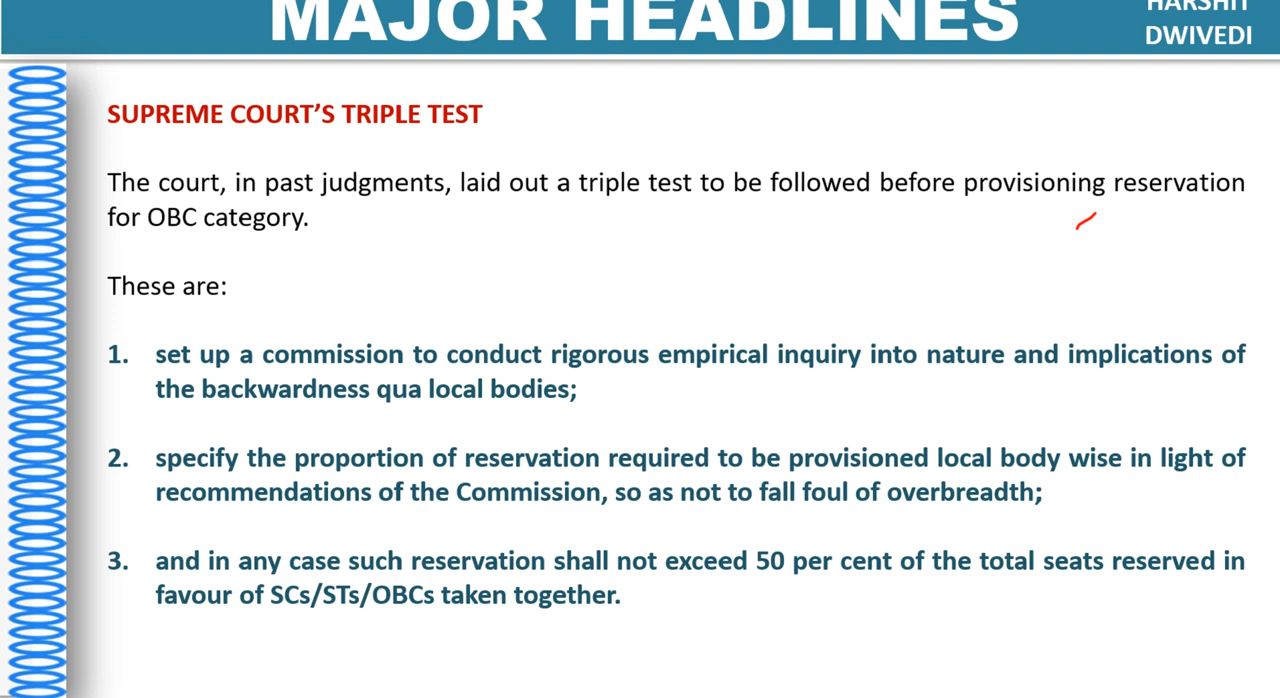 MAJOR HEADLINES
HARSHIT
DWIVEDI
SUPREME COURT’S TRIPLE TEST
The court, in past judgments, laid out a triple test to be followed before provisioning reservation
for OBC category.
These are:
1. set up a commission to conduct rigorous empirical inquiry into nature and implications of
the backwardness qua local bodies;
2. specify the proportion of reservation required to be provisioned local body wise in light of
recommendations of the Commission, so as not to fall foul of overbreadth;
3. and in any case such reservation shall not exceed 50 per cent of the total seats reserved in
favour of SCs/STs/OBCs taken together.